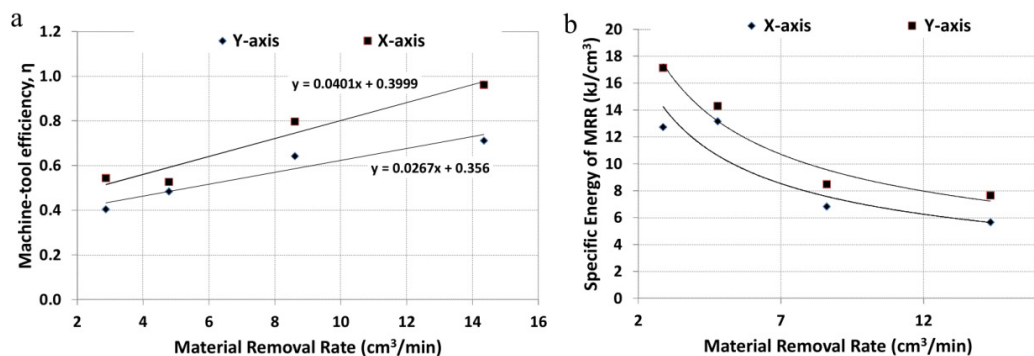 a
Y-axis X-axis
Machine-tool efficiency, η
1.2
1.0
0.8
0.6
0.4
0.2
0.0
y = 0.0401x + 0.3999
y = 0.0267x + 0.356
2 4 6 8 10 12 14 16
Material Removal Rate (cm³/min)
b
X-axis Y-axis
Specific Energy of MRR (kJ/cm³)
20
18
16
14
12
10
8
6
4
2
0
2 7 12
Material Removal Rate (cm³/min)